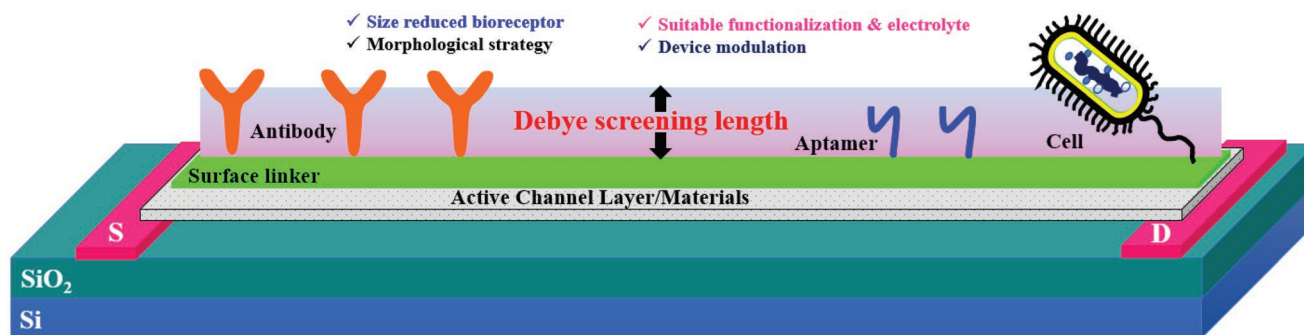 ✓ Size reduced bioreceptor
✓ Morphological strategy
✓ Suitable functionalization & electrolyte
✓ Device modulation
Antibody
Debye screening length
Aptamer
Cell
Surface linker
Active Channel Layer/Materials
S
D
SiO₂
Si